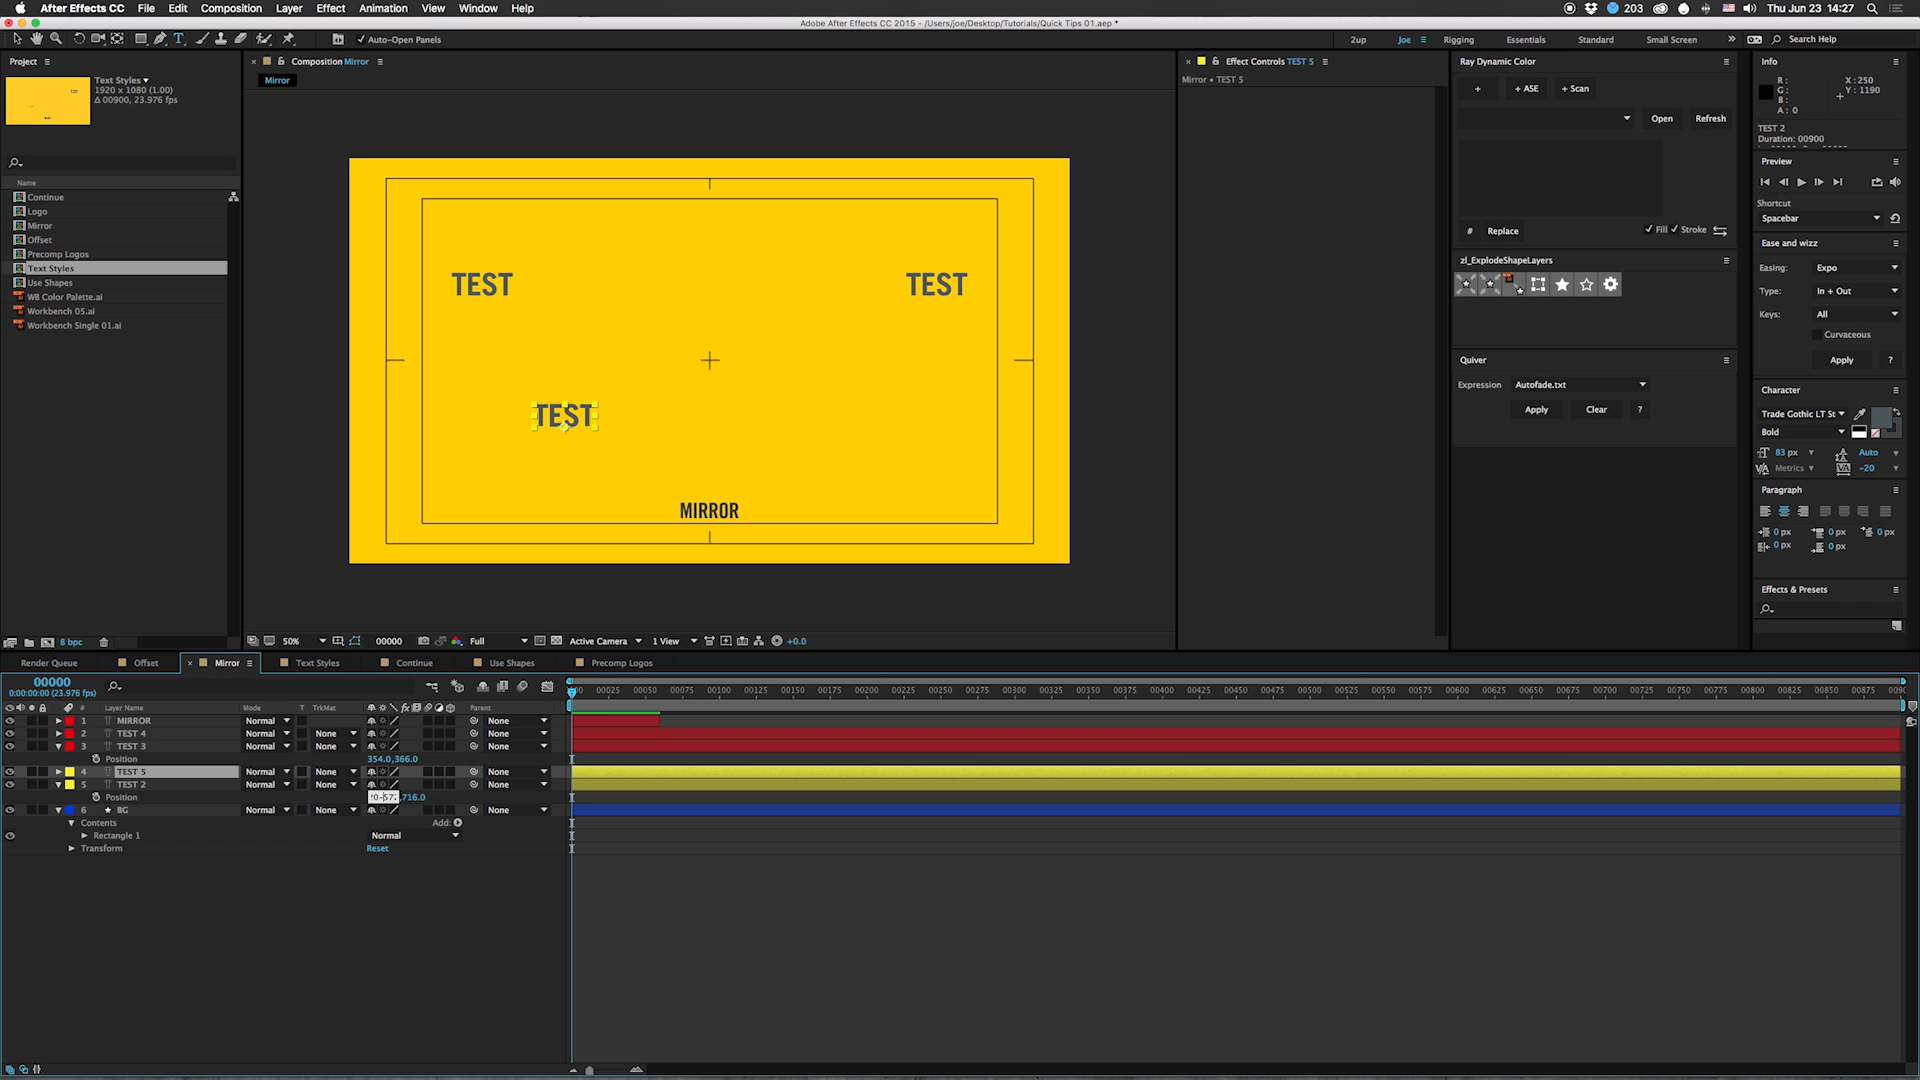 After Effects CC File Edit Composition Layer Effect Animation View Window Help
203 Thu Jun 23 14:27
Adobe After Effects CC 2015 - /Users/joe/Desktop/Tutorials/Quick Tips 01.aep *
Auto-Open Panels
2up Joe Rigging Essentials Standard Small Screen Search Help
Project
Text Styles
1920 x 1080 (1.00)
Δ 00900, 23.976 fps
Name
Continue
Logo
Mirror
Offset
Precomp Logos
Text Styles
Use Shapes
WB Color Palette.ai
Workbench 05.ai
Workbench Single 01.ai
8 bpc
Composition Mirror
Mirror
TEST
TEST
TEST
MIRROR
50% 00000 Full Active Camera 1 View +0.0
Effect Controls TEST 5
Mirror • TEST 5
Ray Dynamic Color
+ + ASE + Scan
Open Refresh
# Replace Fill Stroke
zl_ExplodeShapeLayers
Quiver
Expression Autofade.txt
Apply Clear ?
Info
R :
G :
B :
A : 0
X : 250
Y : 1190
TEST 2
Duration: 00900
Preview
Shortcut
Spacebar
Ease and wizz
Easing: Expo
Type: In + Out
Keys: All
Curvaceous
Apply ?
Character
Trade Gothic LT St
Bold
83 px Auto
Metrics -20
Paragraph
0 px 0 px 0 px
0 px 0 px
Effects & Presets
Render Queue Offset Mirror Text Styles Continue Use Shapes Precomp Logos
00000
0:00:00:00 (23.976 fps)
00025 00050 00075 00100 00125 00150 00175 00200 00225 00250 00275 00300 00325 00350 00375 00400 00425 00450 00475 00500 00525 00550 00575 00600 00625 00650 00675 00700 00725 00750 00775 00800 00825 00850 00875
# Layer Name Mode T TrkMat Parent
1 MIRROR Normal None
2 TEST 4 Normal None None
3 TEST 3 Normal None None
Position 354.0,366.0
4 TEST 5 Normal None None
5 TEST 2 Normal None None
Position ,716.0
6 BG Normal None None
Contents Add:
Rectangle 1 Normal
Transform Reset